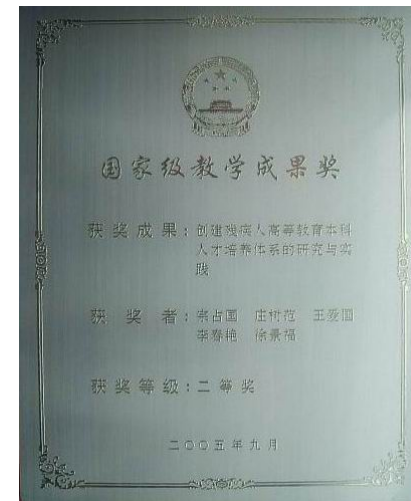 国家级教学成果奖
获奖成果：创建残疾人高等教育本科
人才培养体系的研究与实
践
获奖者：宗占国 庄树范 王爱国
李春艳 徐景福
获奖等级：二等奖
二〇〇五年九月